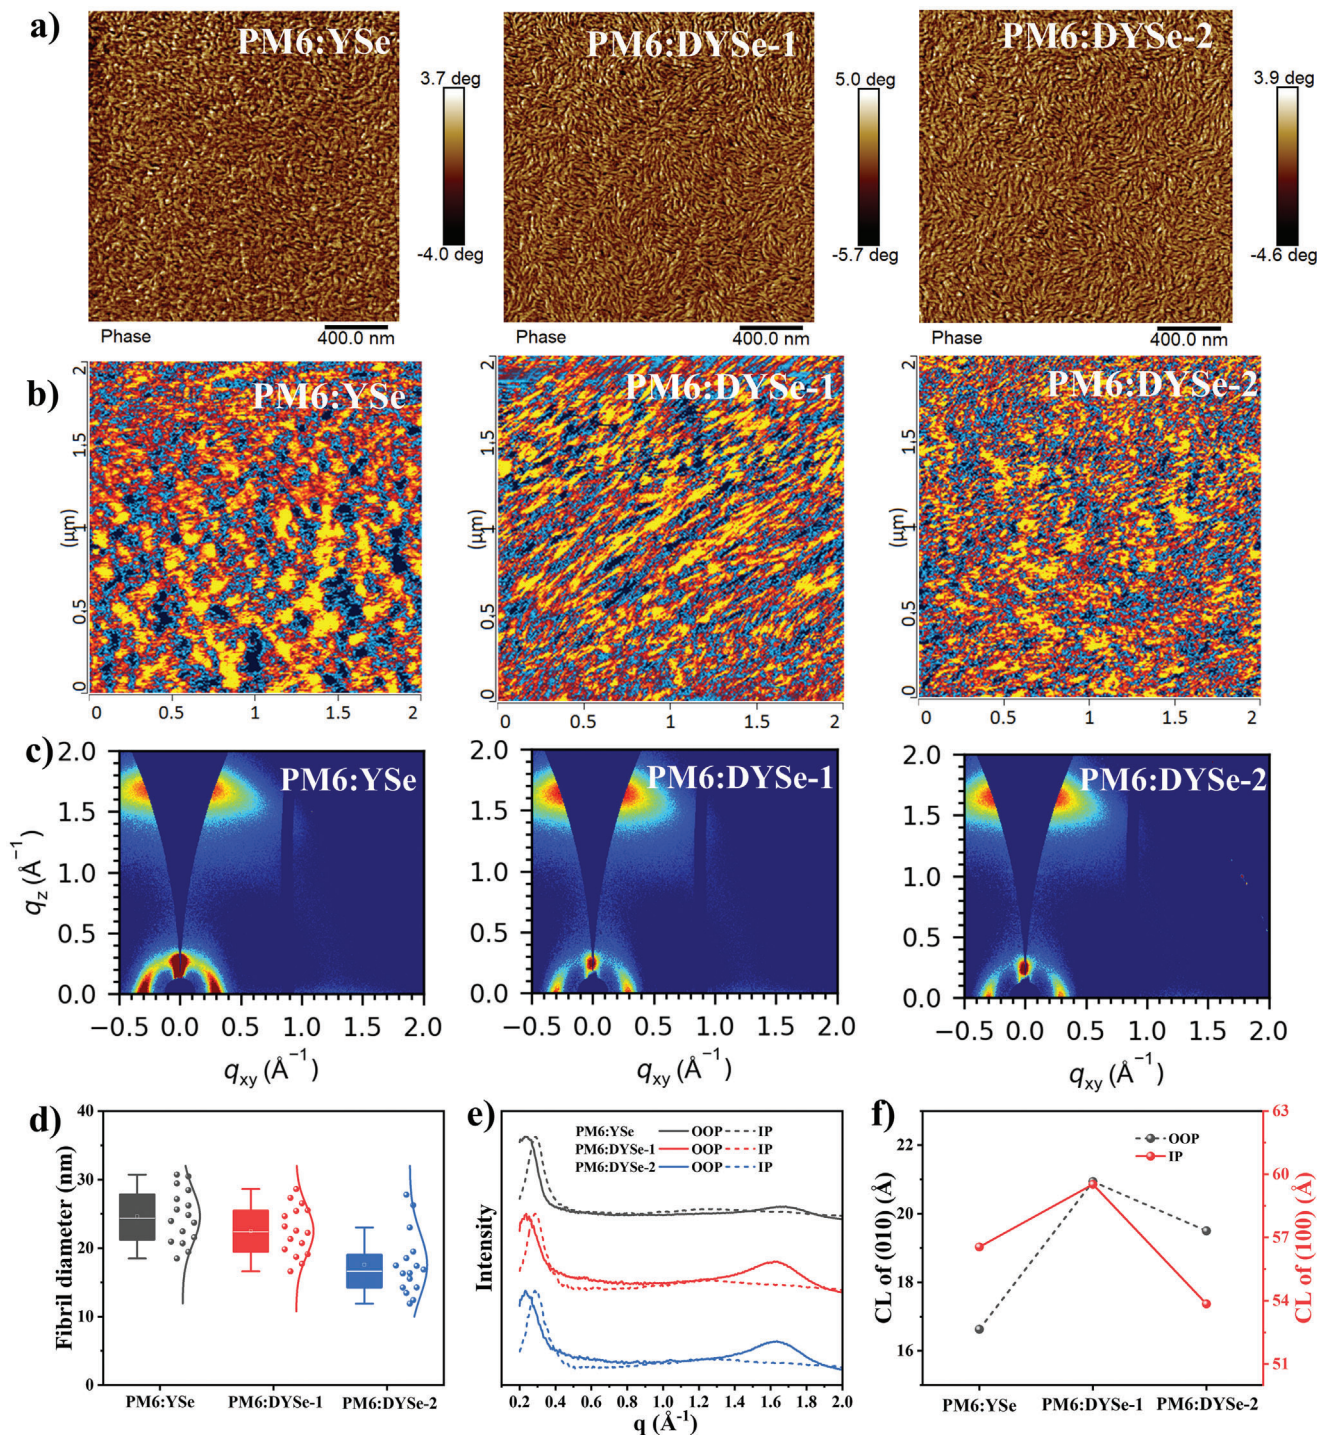 a)
PM6:YSe
PM6:DYSe-1
PM6:DYSe-2
3.7 deg
-4.0 deg
5.0 deg
-5.7 deg
3.9 deg
-4.6 deg
Phase
400.0 nm
Phase
400.0 nm
Phase
400.0 nm
b)
PM6:YSe
PM6:DYSe-1
PM6:DYSe-2
2
1.5
1
(µm)
0.5
0
0 0.5 1 1.5 2
2
1.5
1
(µm)
0.5
0
0 0.5 1 1.5 2
2
1.5
1
(µm)
0.5
0
0 0.5 1 1.5 2
c)
PM6:YSe
PM6:DYSe-1
PM6:DYSe-2
2.0
1.5
1.0
0.5
0.0
q_z (Å⁻¹)
−0.5 0.0 0.5 1.0 1.5 2.0
q_xy (Å⁻¹)
2.0
1.5
1.0
0.5
0.0
−0.5 0.0 0.5 1.0 1.5 2.0
q_xy (Å⁻¹)
2.0
1.5
1.0
0.5
0.0
−0.5 0.0 0.5 1.0 1.5 2.0
q_xy (Å⁻¹)
d)
Fibril diameter (nm)
40
30
20
10
0
PM6:YSe PM6:DYSe-1 PM6:DYSe-2
e)
PM6:YSe OOP IP
PM6:DYSe-1 OOP IP
PM6:DYSe-2 OOP IP
Intensity
0.2 0.4 0.6 0.8 1.0 1.2 1.4 1.6 1.8 2.0
q (Å⁻¹)
f)
OOP
IP
CL of (010) (Å)
22
21
20
19
18
17
16
CL of (100) (Å)
63
60
57
54
51
PM6:YSe PM6:DYSe-1 PM6:DYSe-2